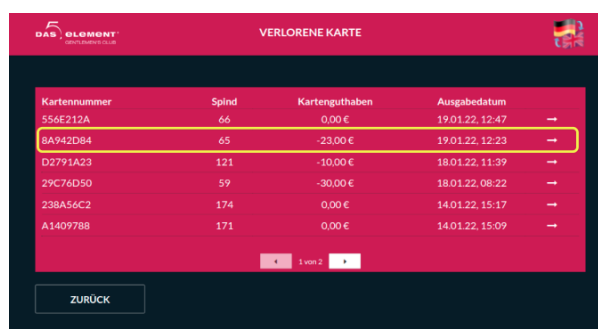 DAS 5 eLement
GENTLEMEN'S CLUB
VERLORENE KARTE
Kartennummer Spind Kartenguthaben Ausgabedatum
556E212A 66 0,00 € 19.01.22, 12:47 →
8A942D84 65 -23,00 € 19.01.22, 12:23 →
D2791A23 121 -10,00 € 18.01.22, 11:39 →
29C76D50 59 -30,00 € 18.01.22, 08:22 →
238A56C2 174 0,00 € 14.01.22, 15:17 →
A1409788 171 0,00 € 14.01.22, 15:09 →
1 von 2
ZURÜCK